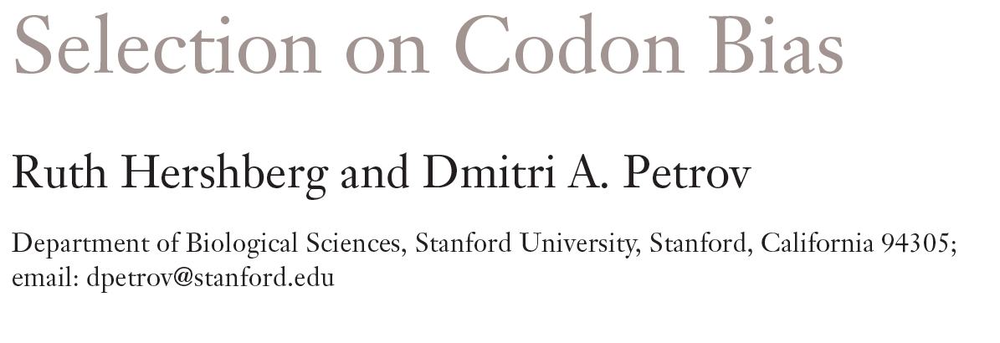 Selection on Codon Bias
Ruth Hershberg and Dmitri A. Petrov
Department of Biological Sciences, Stanford University, Stanford, California 94305;
email: dpetrov@stanford.edu